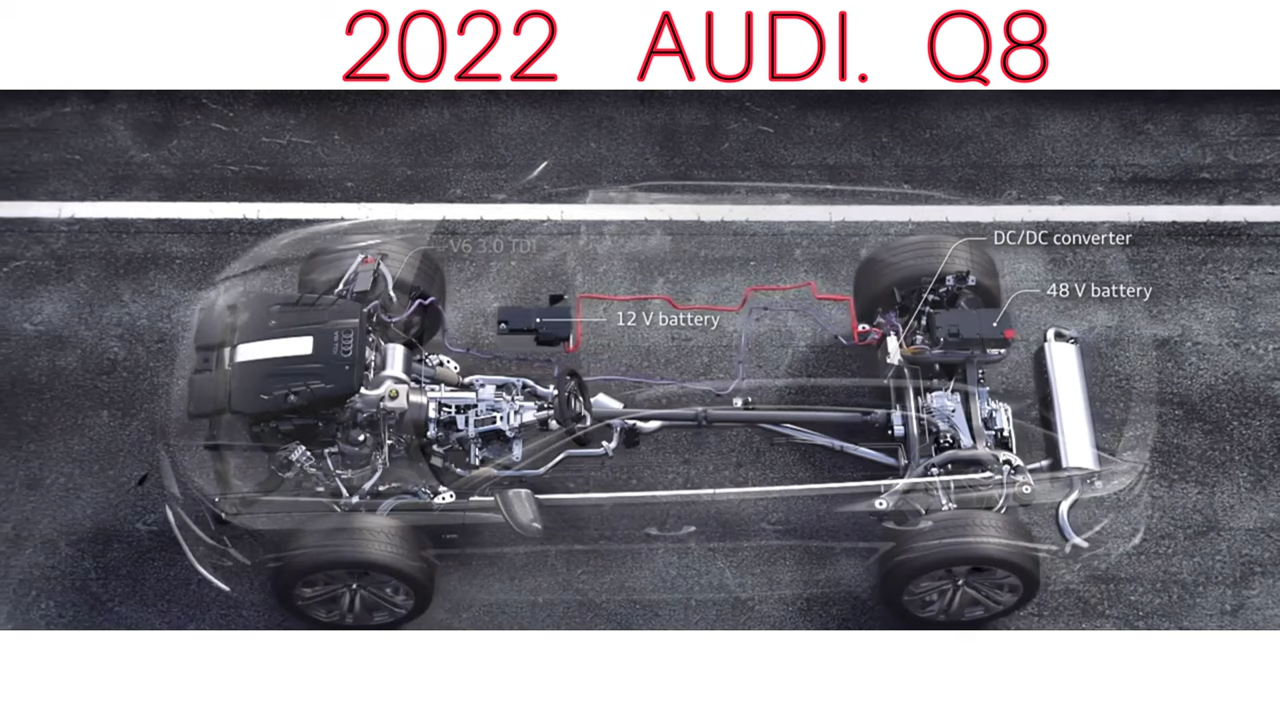 2022 AUDI. Q8
V6 3.0 TDI
DC/DC converter
48 V battery
12 V battery